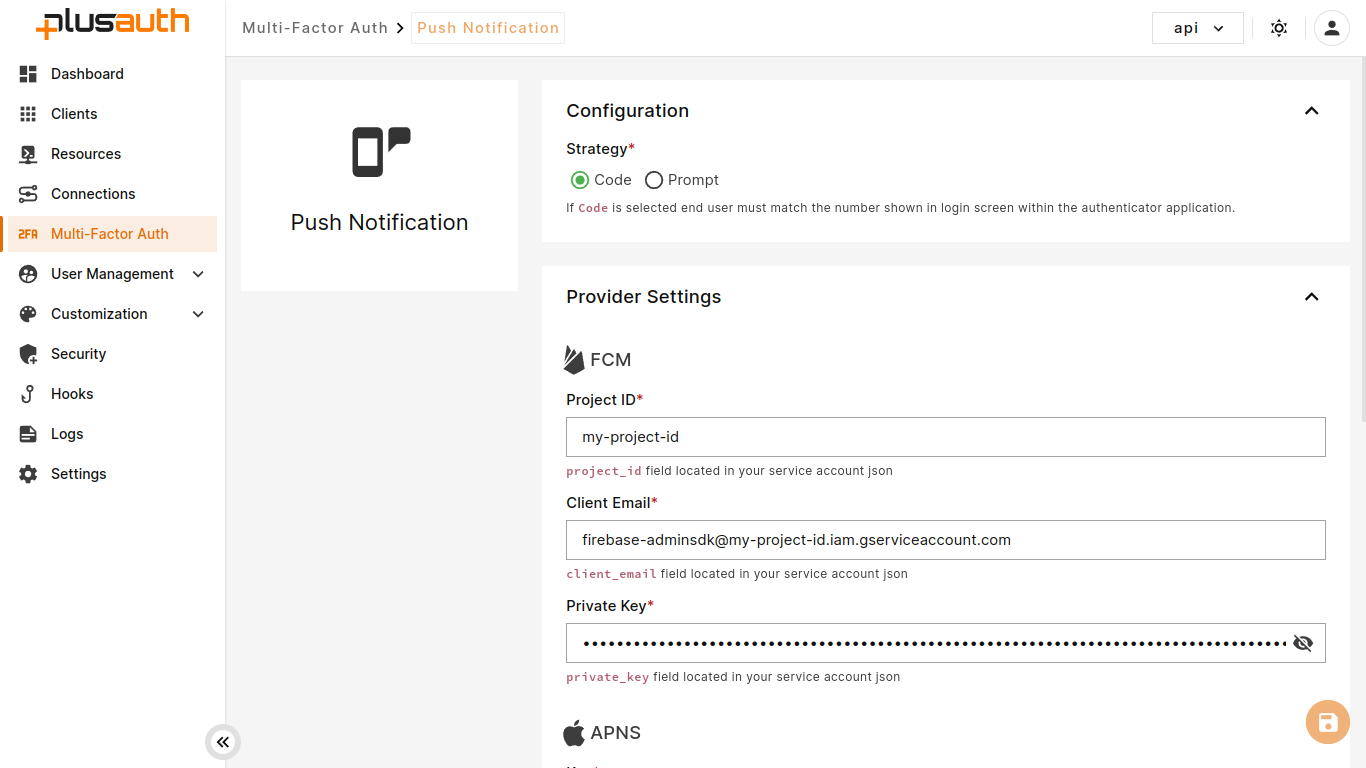 plusauth
Multi-Factor Auth
Push Notification
api
Dashboard
Clients
Resources
Connections
2FA Multi-Factor Auth
User Management
Customization
Security
Hooks
Logs
Settings
Push Notification
Configuration
Strategy*
Code Prompt
If Code is selected end user must match the number shown in login screen within the authenticator application.
Provider Settings
FCM
Project ID*
my-project-id
project_id field located in your service account json
Client Email*
firebase-adminsdk@my-project-id.iam.gserviceaccount.com
client_email field located in your service account json
Private Key*
private_key field located in your service account json
APNS